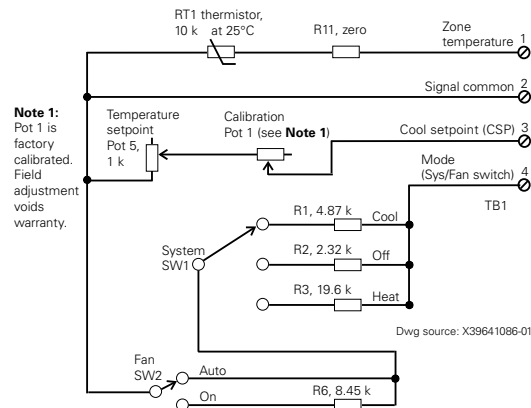 RT1 thermistor,
10 k at 25°C
R11, zero
Zone
temperature
1
Signal common
2
Note 1:
Pot 1 is
factory
calibrated.
Field
adjustment
voids
warranty.
Temperature
setpoint
Pot 5,
1 k
Calibration
Pot 1 (see Note 1)
Cool setpoint (CSP)
3
Mode
(Sys/Fan switch)
4
TB1
R1, 4.87 k
Cool
System
SW1
R2, 2.32 k
Off
R3, 19.6 k
Heat
Dwg source: X39641086-01
Fan
SW2
Auto
On
R6, 8.45 k